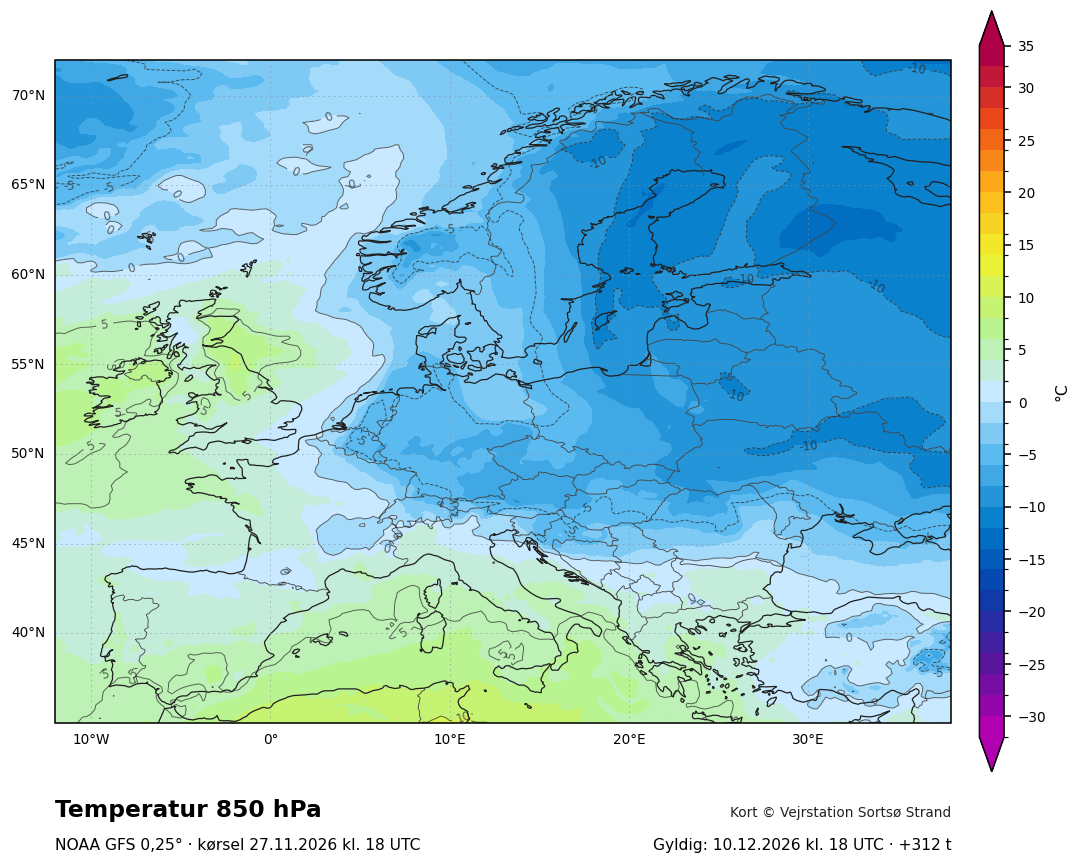 35
30
25
20
15
10
5
0
−5
−10
−15
−20
−25
−30
°C
70°N
65°N
60°N
55°N
50°N
45°N
40°N
10°W
0°
10°E
20°E
30°E
Temperatur 850 hPa
Kort © Vejrstation Sortsø Strand
NOAA GFS 0,25° · kørsel 27.11.2026 kl. 18 UTC
Gyldig: 10.12.2026 kl. 18 UTC · +312 t